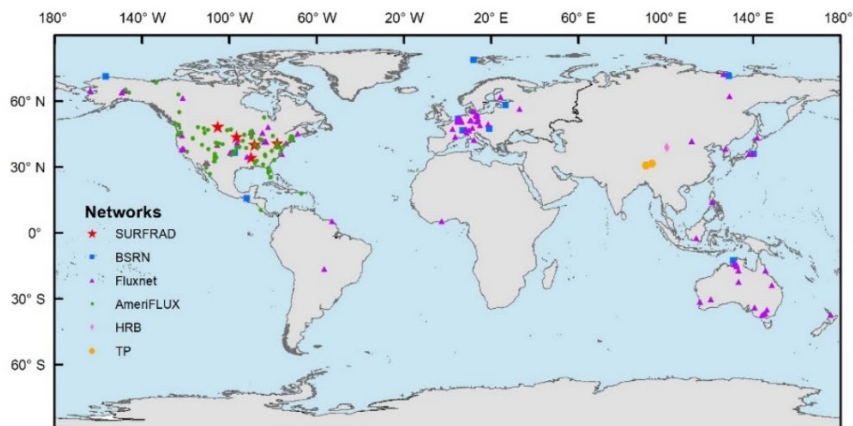 180° 140° W 100° W 60° W 20° W 20° E 60° E 100° E 140° E 180°
60° N
30° N
0°
30° S
60° S
Networks
SURFRAD
BSRN
Fluxnet
AmeriFLUX
HRB
TP